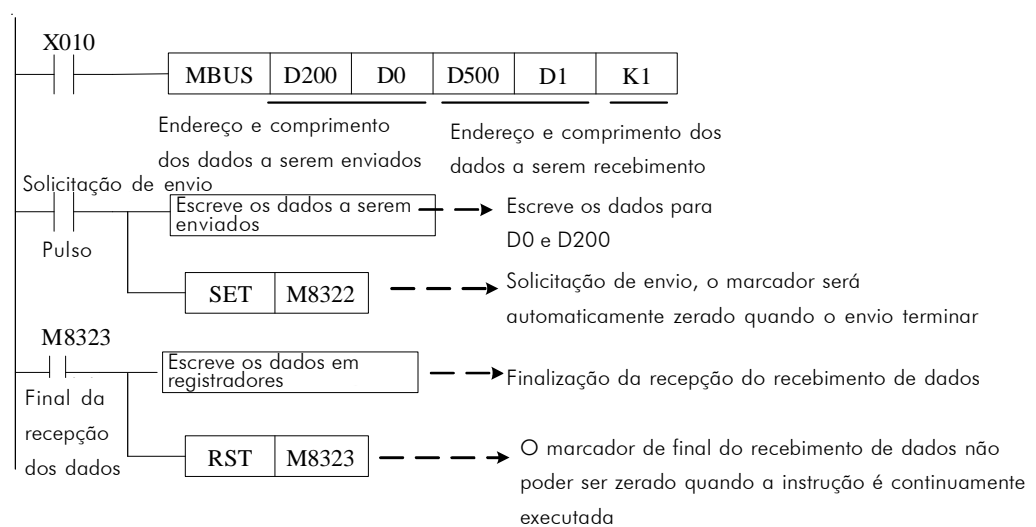 X010
MBUS D200 D0 D500 D1 K1
Endereço e comprimento
dos dados a serem enviados
Endereço e comprimento dos
dados a serem recebimento
Solicitação de envio
Pulso
Escreve os dados a serem
enviados
Escreve os dados para
D0 e D200
SET M8322
Solicitação de envio, o marcador será
automaticamente zerado quando o envio terminar
M8323
Final da
recepção
dos dados
Escreve os dados em
registradores
Finalização da recepção do recebimento de dados
RST M8323
O marcador de final do recebimento de dados não
poder ser zerado quando a instrução é continuamente
executada